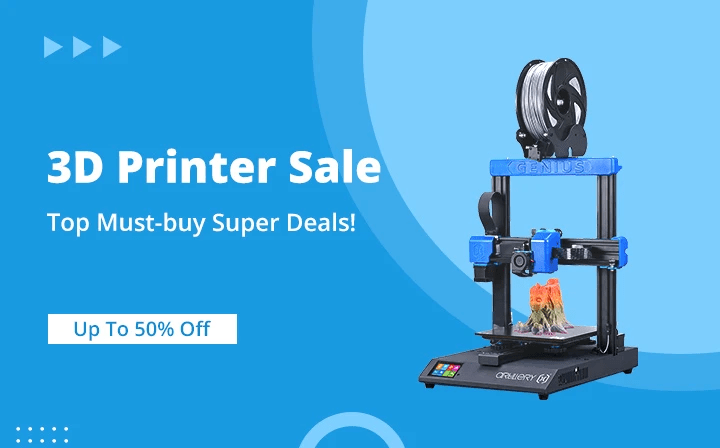 3D Printer Sale
Top Must-buy Super Deals!
Up To 50% Off
GENIUS
ARTILLERY